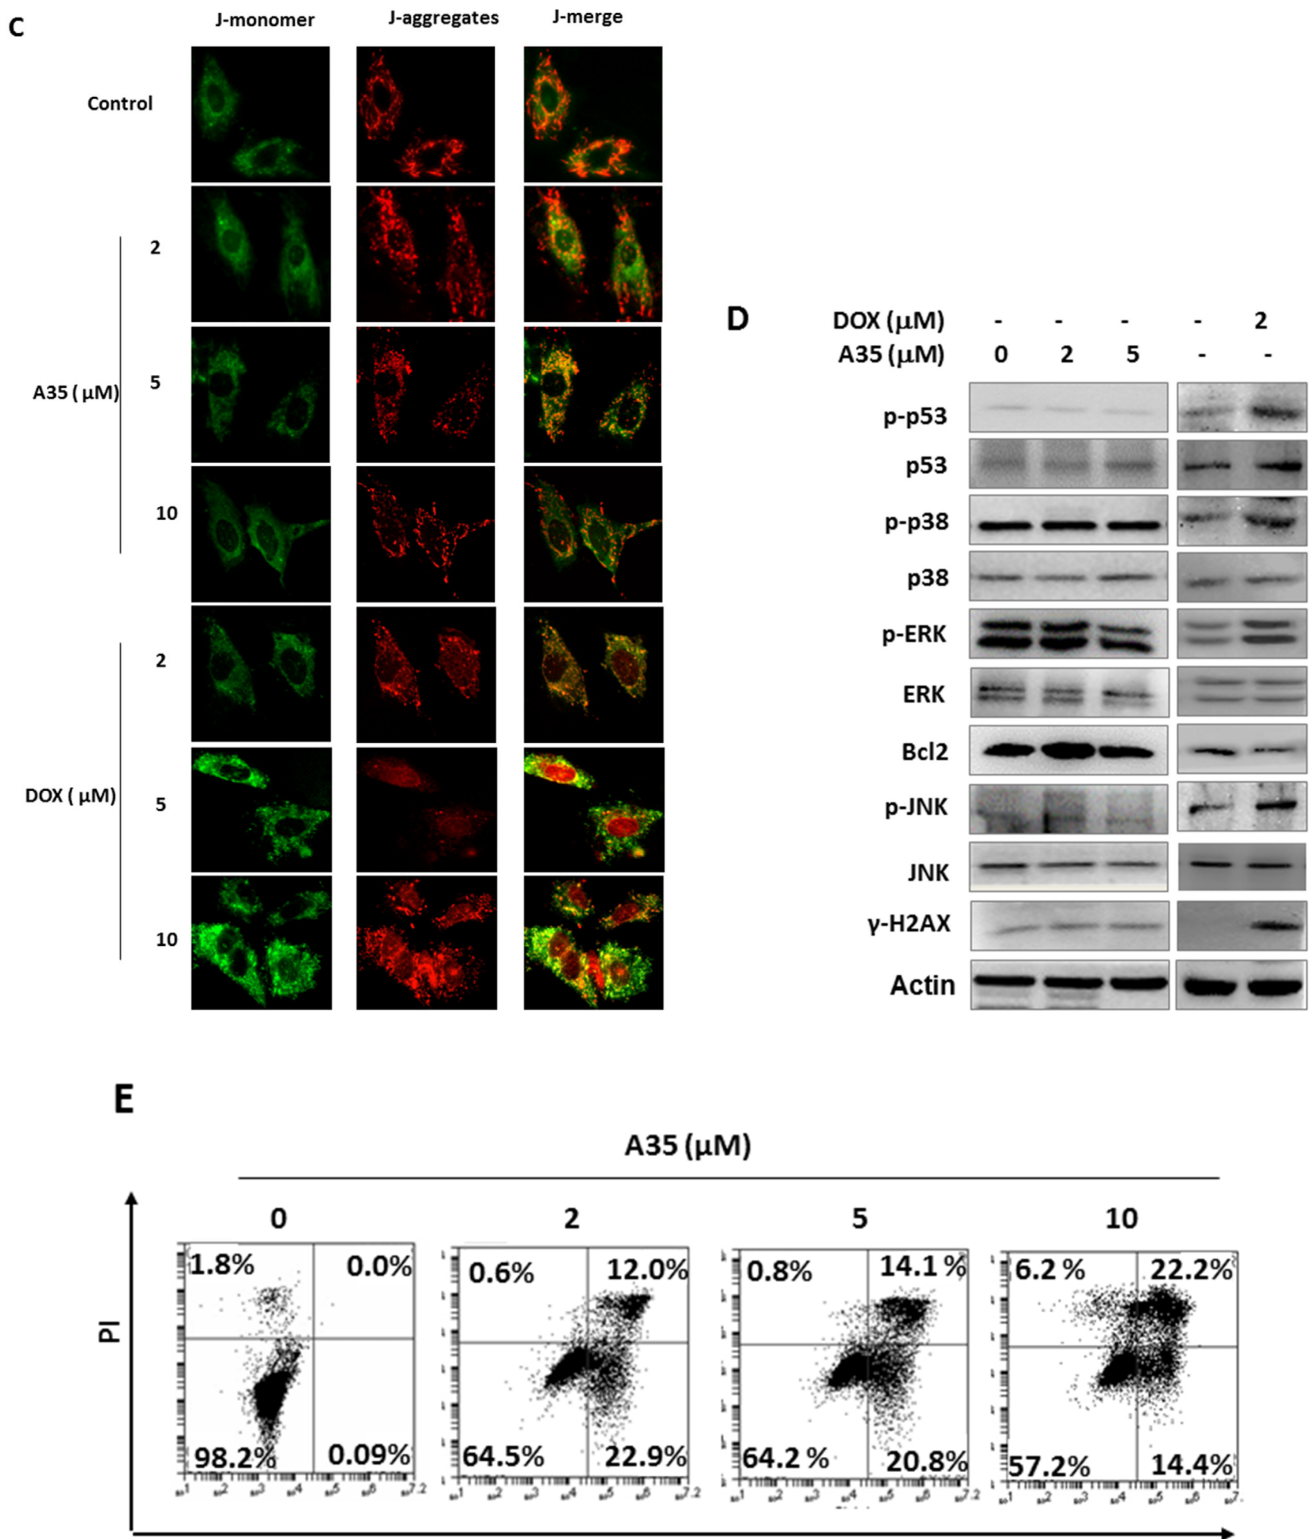 C
J-monomer J-aggregates J-merge
Control
2
A35 ( μM)
5
10
2
DOX ( μM)
5
10
D
DOX (μM) - - - - 2
A35 (μM) 0 2 5 - -
p-p53
p53
p-p38
p38
p-ERK
ERK
Bcl2
p-JNK
JNK
γ-H2AX
Actin
E
A35 (μM)
0 2 5 10
PI
1.8% 0.0% 0.6% 12.0% 0.8% 14.1 % 6.2 % 22.2%
98.2% 0.09% 64.5% 22.9% 64.2 % 20.8% 57.2% 14.4%